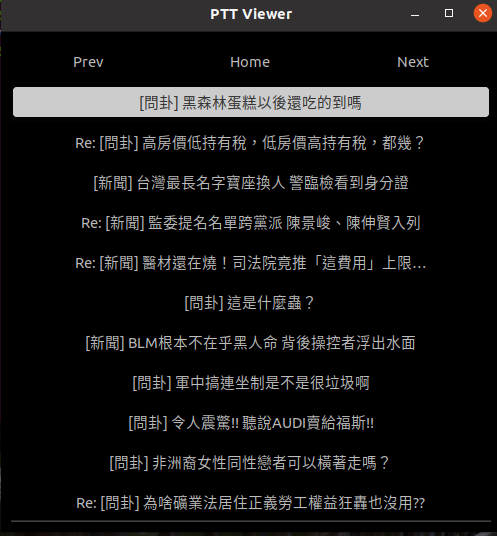 PTT Viewer
Prev Home Next
[問卦] 黑森林蛋糕以後還吃的到嗎
Re: [問卦] 高房價低持有稅，低房價高持有稅，都幾？
[新聞] 台灣最長名字寶座換人 警臨檢看到身分證
Re: [新聞] 監委提名名單跨黨派 陳景峻、陳伸賢入列
Re: [新聞] 醫材還在燒！司法院竟推「這費用」上限…
[問卦] 這是什麼蟲？
[新聞] BLM根本不在乎黑人命 背後操控者浮出水面
[問卦] 軍中搞連坐制是不是很垃圾啊
[問卦] 令人震驚!! 聽說AUDI賣給福斯!!
[問卦] 非洲裔女性同性戀者可以橫著走嗎？
Re: [問卦] 為啥礦業法居住正義勞工權益狂轟也沒用??